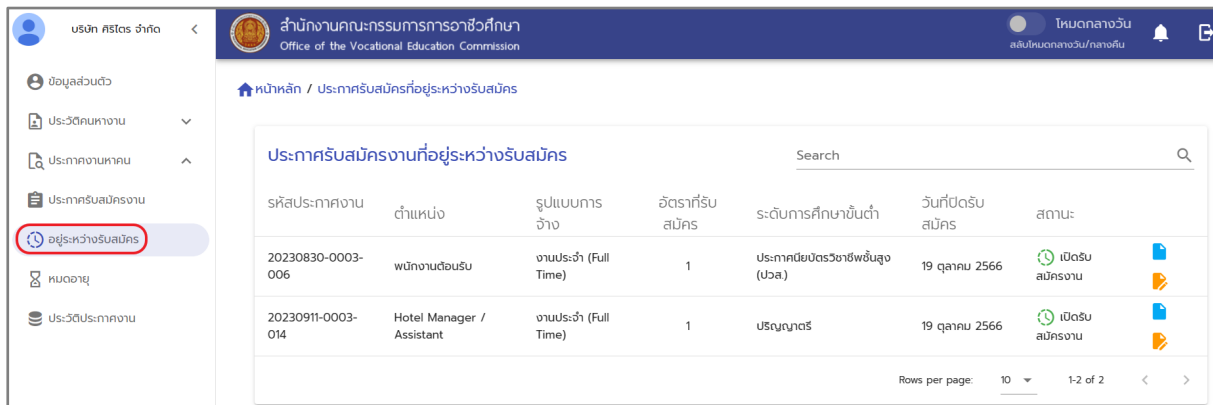 บริษัท ศิริไตร จำกัด
สำนักงานคณะกรรมการการอาชีวศึกษา
Office of the Vocational Education Commission
โหมดกลางวัน
สลับโหมดกลางวัน/กลางคืน
ข้อมูลส่วนตัว
ประวัติคนหางาน
ประกาศงานหาคน
ประกาศรับสมัครงาน
อยู่ระหว่างรับสมัคร
หมดอายุ
ประวัติประกาศงาน
หน้าหลัก / ประกาศรับสมัครที่อยู่ระหว่างรับสมัคร
ประกาศรับสมัครงานที่อยู่ระหว่างรับสมัคร
Search
รหัสประกาศงาน ตำแหน่ง รูปแบบการ อัตราที่รับ ระดับการศึกษาขั้นต่ำ วันที่ปิดรับ สถานะ
จ้าง สมัคร สมัคร
20230830-0003- พนักงานต้อนรับ งานประจำ (Full 1 ประกาศนียบัตรวิชาชีพชั้นสูง 19 ตุลาคม 2566 เปิดรับ
006 Time) (ปวส.) สมัครงาน
20230911-0003- Hotel Manager / งานประจำ (Full 1 ปริญญาตรี 19 ตุลาคม 2566 เปิดรับ
014 Assistant Time) สมัครงาน
Rows per page: 10 1-2 of 2